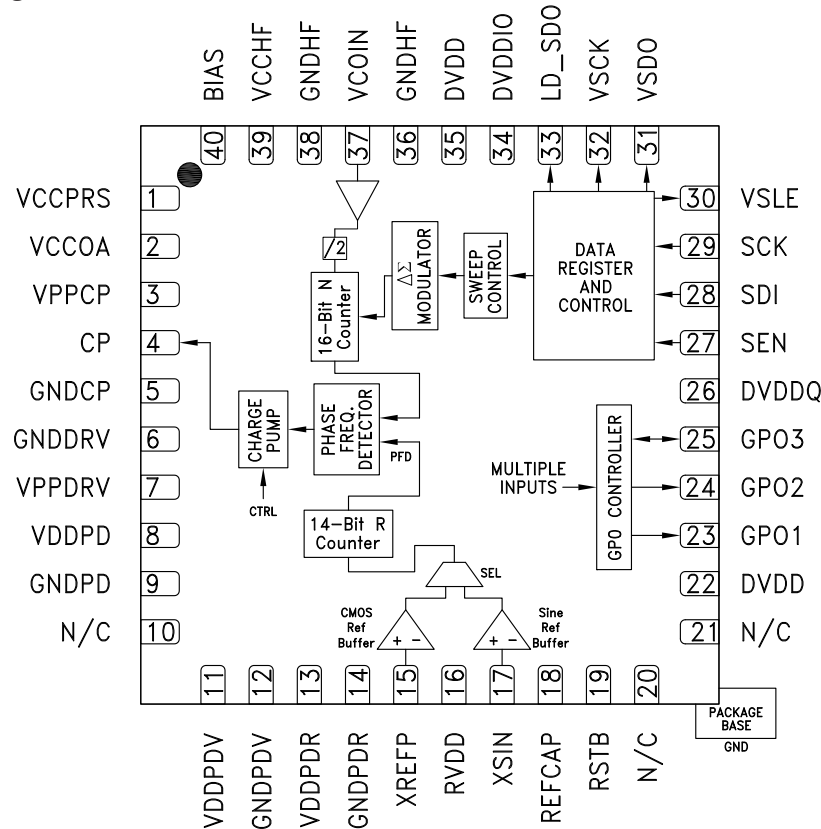 BIAS
VCCHF
GNDHF
VCOIN
GNDHF
DVDD
DVDDIO
LD_SDO
VSCK
VSDO
40
39
38
37
36
35
34
33
32
31
VCCPRS 1
VCCOA 2
VPPCP 3
CP 4
GNDCP 5
GNDDRV 6
VPPDRV 7
VDDPD 8
GNDPD 9
N/C 10
/2
16-Bit N
Counter
ΔΣ
MODULATOR
SWEEP
CONTROL
DATA
REGISTER
AND
CONTROL
CHARGE
PUMP
CTRL
PHASE
FREQ.
DETECTOR
PFD
14-Bit R
Counter
SEL
CMOS
Ref
Buffer
+ −
Sine
Ref
Buffer
+ −
MULTIPLE
INPUTS
GPO CONTROLLER
30 VSLE
29 SCK
28 SDI
27 SEN
26 DVDDQ
25 GPO3
24 GPO2
23 GPO1
22 DVDD
21 N/C
11
12
13
14
15
16
17
18
19
20
VDDPDV
GNDPDV
VDDPDR
GNDPDR
XREFP
RVDD
XSIN
REFCAP
RSTB
N/C
PACKAGE
BASE
GND